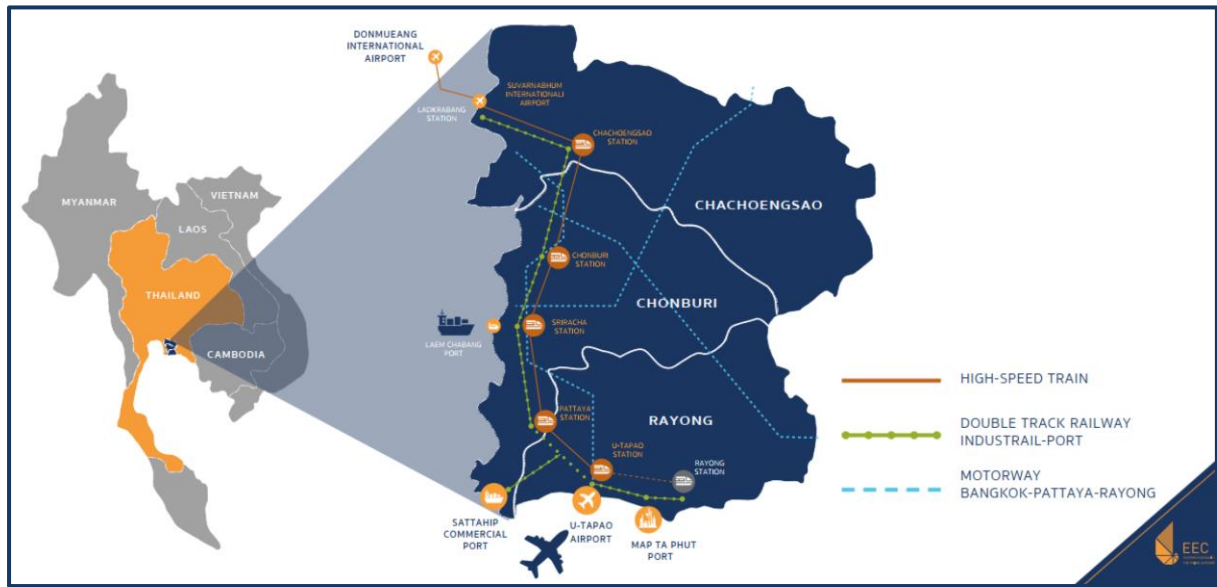 DONMUEANG
INTERNATIONAL
AIRPORT
SUVARNABHUM
INTERNATIONALI
AIRPORT
LADKRABANG
STATION
CHACHOENGSAO
STATION
VIETNAM
MYANMAR
LAOS
CHACHOENGSAO
CHONBURI
STATION
THAILAND
CHONBURI
SRIRACHA
STATION
CAMBODIA
LAEM CHABANG
PORT
HIGH-SPEED TRAIN
PATTAYA
STATION
RAYONG
DOUBLE TRACK RAILWAY
INDUSTRAIL-PORT
U-TAPAO
STATION
RAYONG
STATION
MOTORWAY
BANGKOK-PATTAYA-RAYONG
SATTAHIP
COMMERCIAL
PORT
U-TAPAO
AIRPORT
MAP TA PHUT
PORT
EEC